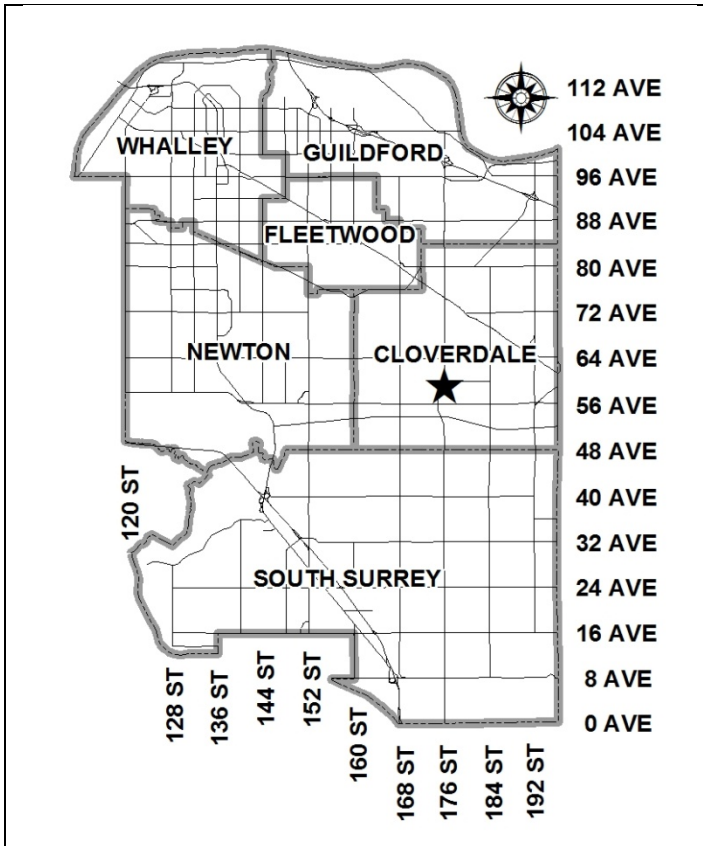 112 AVE
104 AVE
WHALLEY
GUILDFORD
96 AVE
88 AVE
FLEETWOOD
80 AVE
72 AVE
NEWTON
CLOVERDALE
64 AVE
56 AVE
48 AVE
120 ST
40 AVE
32 AVE
SOUTH SURREY
24 AVE
16 AVE
8 AVE
0 AVE
128 ST
136 ST
144 ST
152 ST
160 ST
168 ST
176 ST
184 ST
192 ST